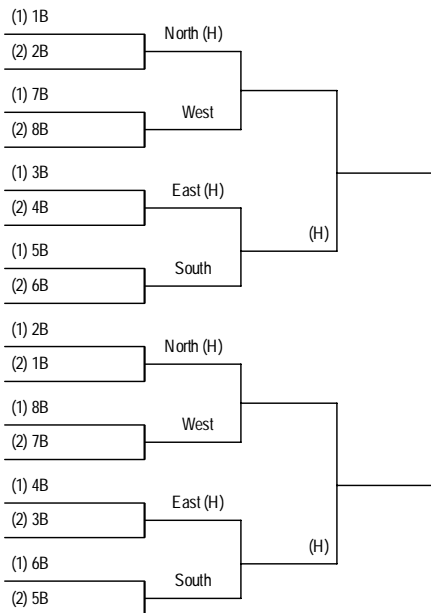 (1) 1B
North (H)
(2) 2B
(1) 7B
West
(2) 8B
(1) 3B
East (H)
(2) 4B
(H)
(1) 5B
South
(2) 6B
(1) 2B
North (H)
(2) 1B
(1) 8B
West
(2) 7B
(1) 4B
East (H)
(2) 3B
(H)
(1) 6B
South
(2) 5B